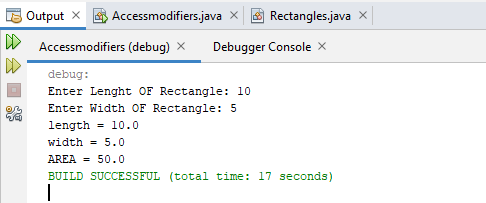 Output × Accessmodifiers.java × Rectangles.java ×
Accessmodifiers (debug) × Debugger Console ×
debug:
Enter Lenght OF Rectangle: 10
Enter Width OF Rectangle: 5
length = 10.0
width = 5.0
AREA = 50.0
BUILD SUCCESSFUL (total time: 17 seconds)